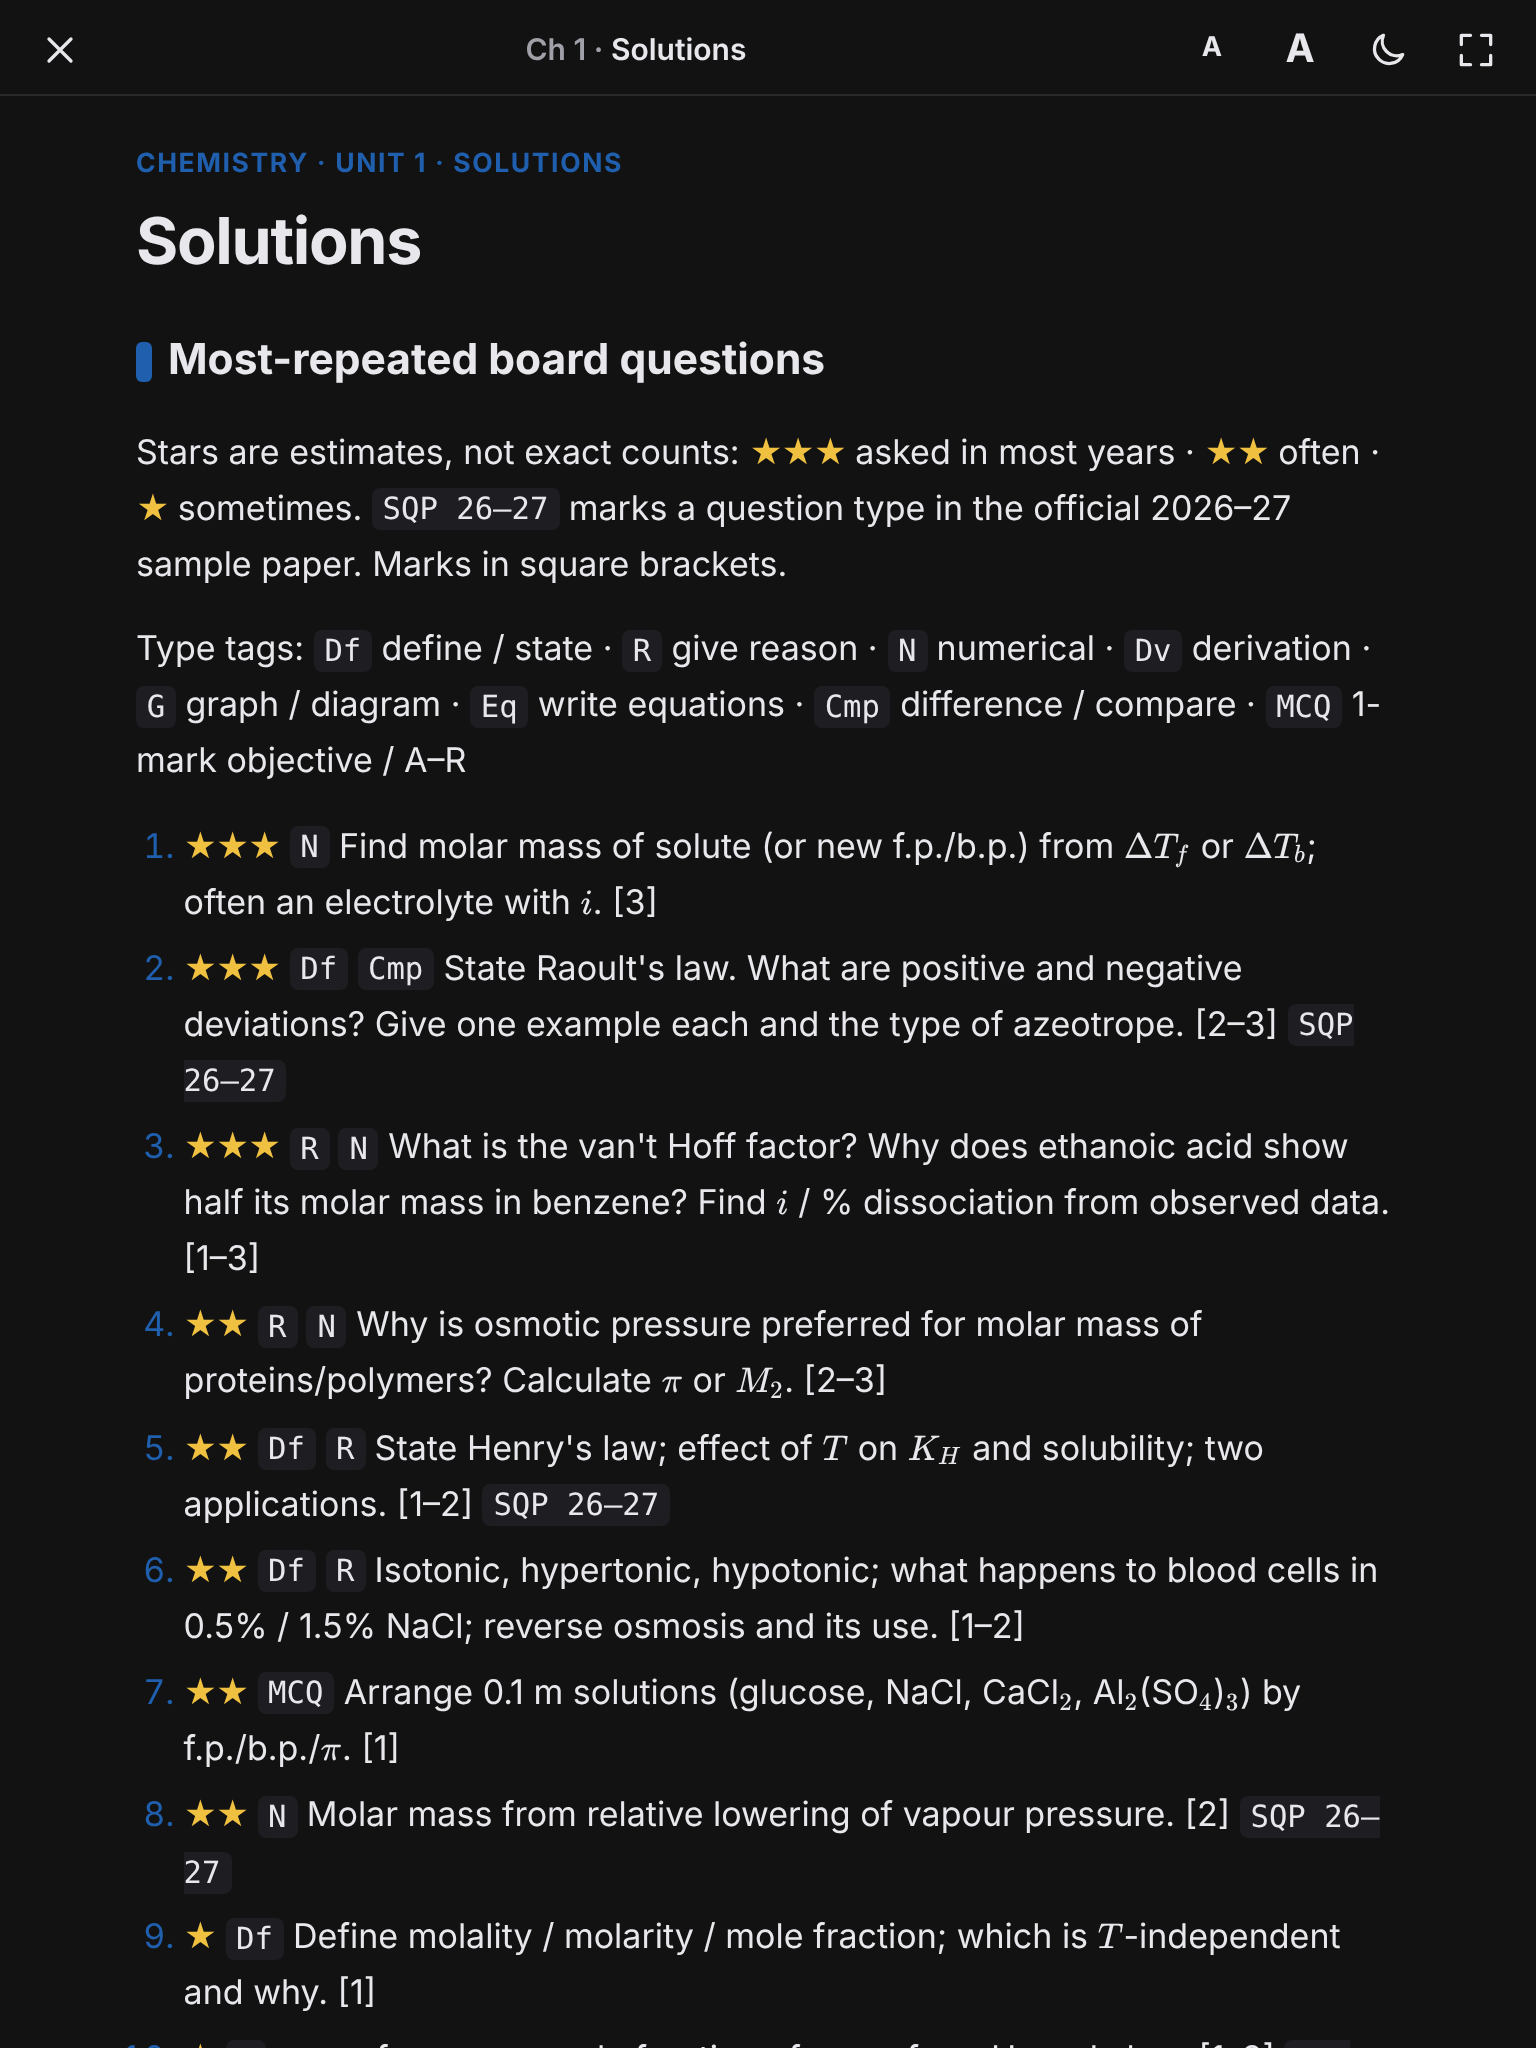 Ch 1 · Solutions
A A
CHEMISTRY · UNIT 1 · SOLUTIONS
Solutions
Most-repeated board questions
Stars are estimates, not exact counts: ★★★ asked in most years · ★★ often ·
★ sometimes. SQP 26–27 marks a question type in the official 2026–27
sample paper. Marks in square brackets.
Type tags: Df define / state · R give reason · N numerical · Dv derivation ·
G graph / diagram · Eq write equations · Cmp difference / compare · MCQ 1-
mark objective / A–R
1. ★★★ N Find molar mass of solute (or new f.p./b.p.) from ΔT_f or ΔT_b;
often an electrolyte with i. [3]
2. ★★★ Df Cmp State Raoult's law. What are positive and negative
deviations? Give one example each and the type of azeotrope. [2–3] SQP
26–27
3. ★★★ R N What is the van't Hoff factor? Why does ethanoic acid show
half its molar mass in benzene? Find i / % dissociation from observed data.
[1–3]
4. ★★ R N Why is osmotic pressure preferred for molar mass of
proteins/polymers? Calculate π or M₂. [2–3]
5. ★★ Df R State Henry's law; effect of T on K_H and solubility; two
applications. [1–2] SQP 26–27
6. ★★ Df R Isotonic, hypertonic, hypotonic; what happens to blood cells in
0.5% / 1.5% NaCl; reverse osmosis and its use. [1–2]
7. ★★ MCQ Arrange 0.1 m solutions (glucose, NaCl, CaCl₂, Al₂(SO₄)₃) by
f.p./b.p./π. [1]
8. ★★ N Molar mass from relative lowering of vapour pressure. [2] SQP 26–
27
9. ★ Df Define molality / molarity / mole fraction; which is T-independent
and why. [1]